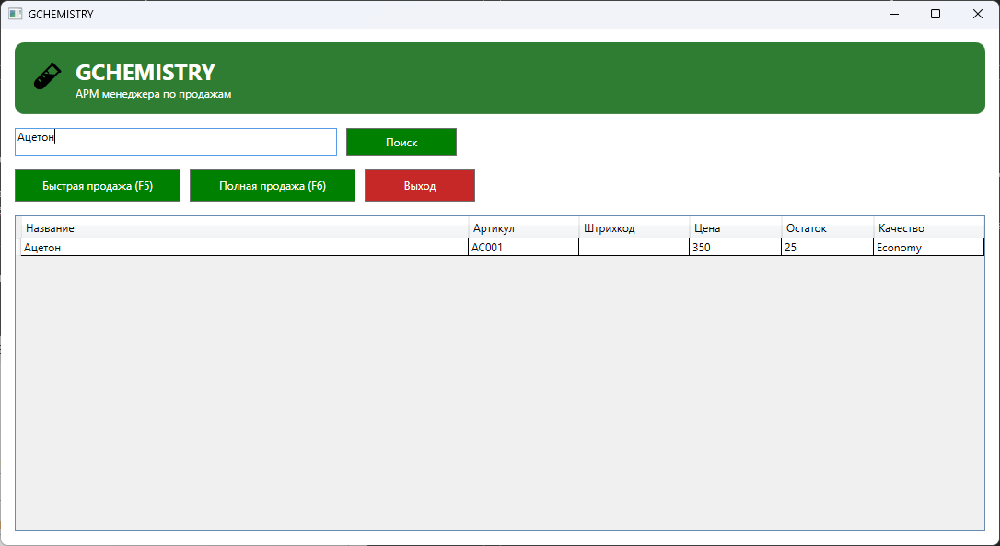 GCHEMISTRY
GCHEMISTRY
АРМ менеджера по продажам
Ацетон Поиск
Быстрая продажа (F5) Полная продажа (F6) Выход
Название Артикул Штрихкод Цена Остаток Качество
Ацетон AC001 350 25 Economy